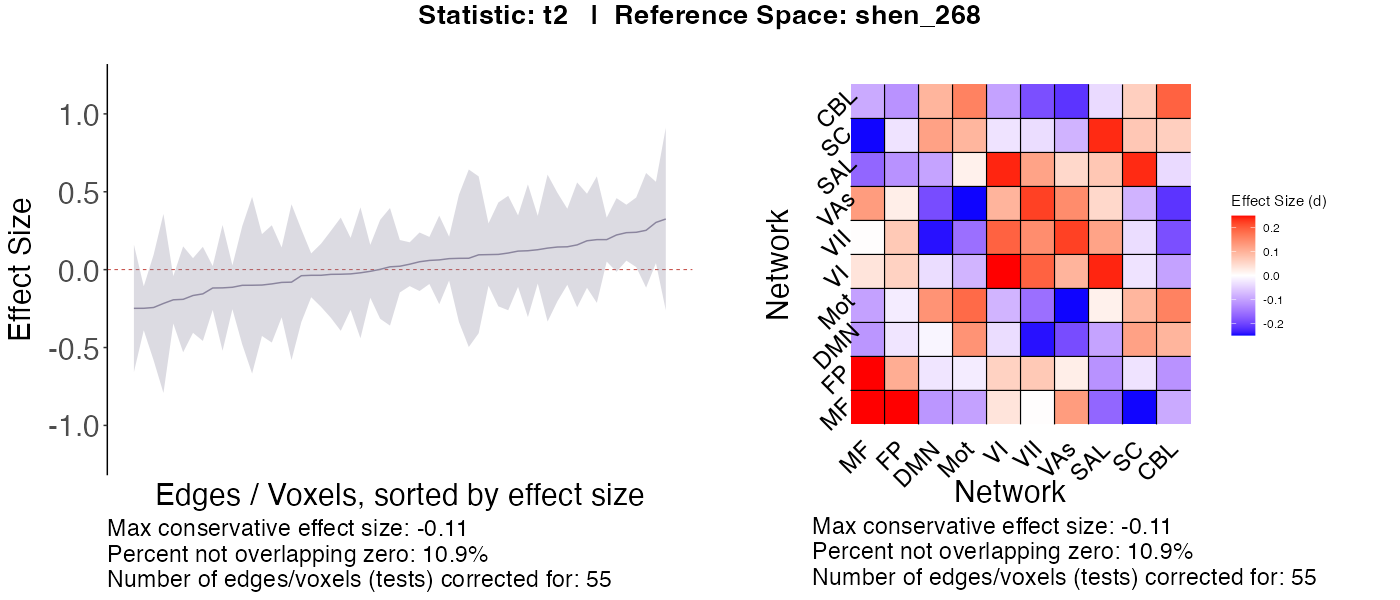 Statistic: t2   |   Reference Space: shen_268
Effect Size
1.0
0.5
0.0
-0.5
-1.0
Edges / Voxels, sorted by effect size
Max conservative effect size: -0.11
Percent not overlapping zero: 10.9%
Number of edges/voxels (tests) corrected for: 55
Network
CBL
SC
SAL
VAs
VII
VI
Mot
DMN
FP
MF
MF
FP
DMN
Mot
VI
VII
VAs
SAL
SC
CBL
Network
Effect Size (d)
0.2
0.1
0.0
-0.1
-0.2
Max conservative effect size: -0.11
Percent not overlapping zero: 10.9%
Number of edges/voxels (tests) corrected for: 55